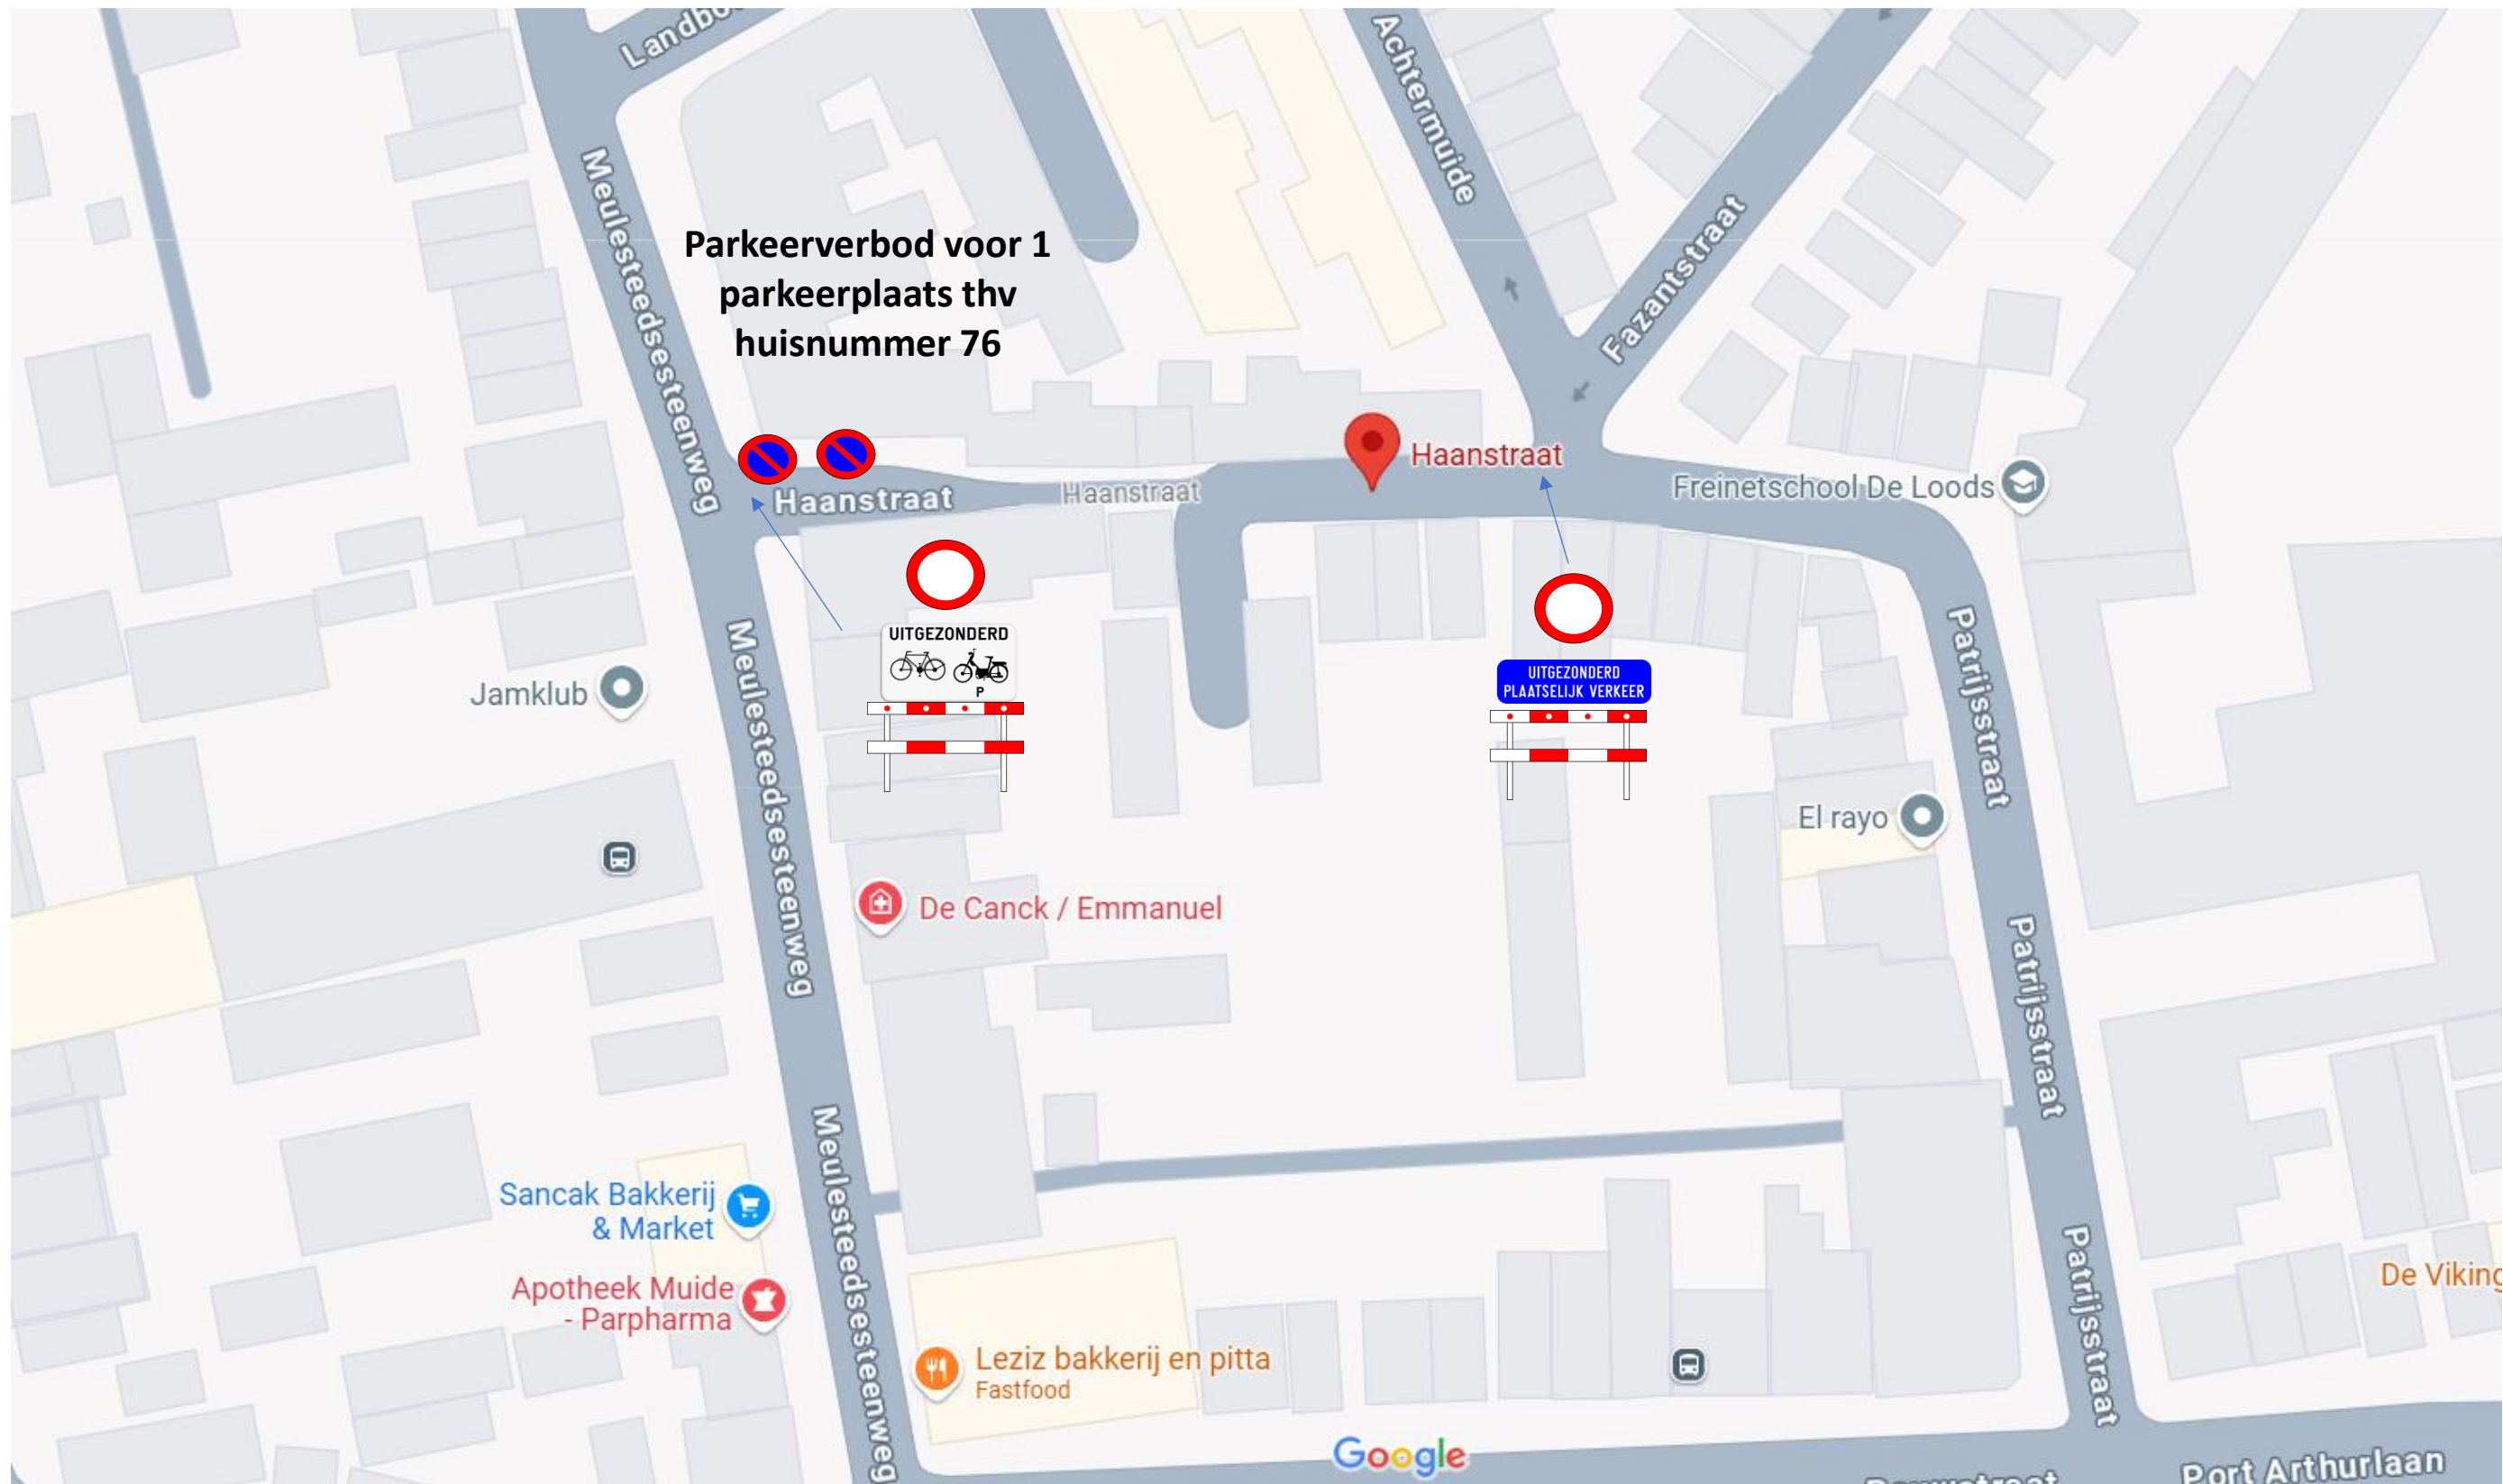 Landbo
Achtermuide
Meulesteedsesteenweg
Fazantstraat
Parkeerverbod voor 1
parkeerplaats thv
huisnummer 76
Haanstraat
Haanstraat
Haanstraat
Freinetschool De Loods
UITGEZONDERD
P
UITGEZONDERD
PLAATSELIJK VERKEER
Jamklub
Meulesteedsesteenweg
Patrijsstraat
El rayo
De Canck / Emmanuel
Patrijsstraat
Sancak Bakkerij
& Market
Apotheek Muide
- Parpharma
Meulesteedsesteenweg
Patrijsstraat
De Viking
Leziz bakkerij en pitta
Fastfood
Google
Port Arthurlaan